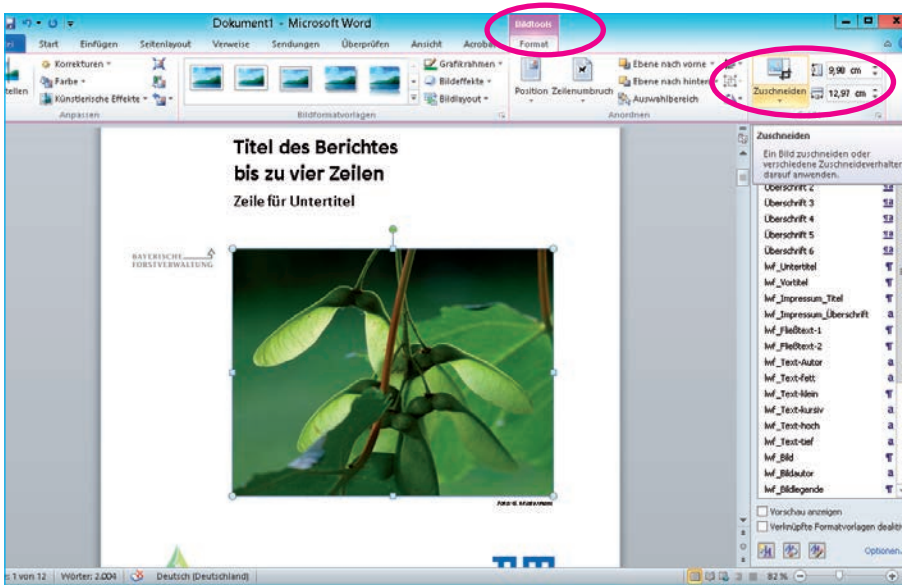 Dokument1 - Microsoft Word
Bildtools
Start Einfügen Seitenlayout Verweise Sendungen Überprüfen Ansicht Acrobat Format
Korrekturen
Farbe
Künstlerische Effekte
Anpassen
Bildformatvorlagen
Grafikrahmen
Bildeffekte
Bildlayout
Position Zeilenumbruch
Ebene nach vorne
Ebene nach hinten
Auswahlbereich
Anordnen
Zuschneiden
9,90 cm
12,97 cm
Zuschneiden
Ein Bild zuschneiden oder
verschiedene Zuschneideverhalten
darauf anwenden.
Titel des Berichtes
bis zu vier Zeilen
Zeile für Untertitel
BAYERISCHE
FORSTVERWALTUNG
Überschrift 2
Überschrift 3
Überschrift 4
Überschrift 5
Überschrift 6
lwf_Untertitel
lwf_Vortitel
lwf_Impressum_Titel
lwf_Impressum_Überschrift
lwf_Fließtext-1
lwf_Fließtext-2
lwf_Text-Autor
lwf_Text-fett
lwf_Text-klein
lwf_Text-kursiv
lwf_Text-hoch
lwf_Text-tief
lwf_Bild
lwf_Bildautor
lwf_Bildlegende
Vorschau anzeigen
Verknüpfte Formatvorlagen deaktiv
Optionen.
1 von 12 Wörter: 2.004 Deutsch (Deutschland) 82 %